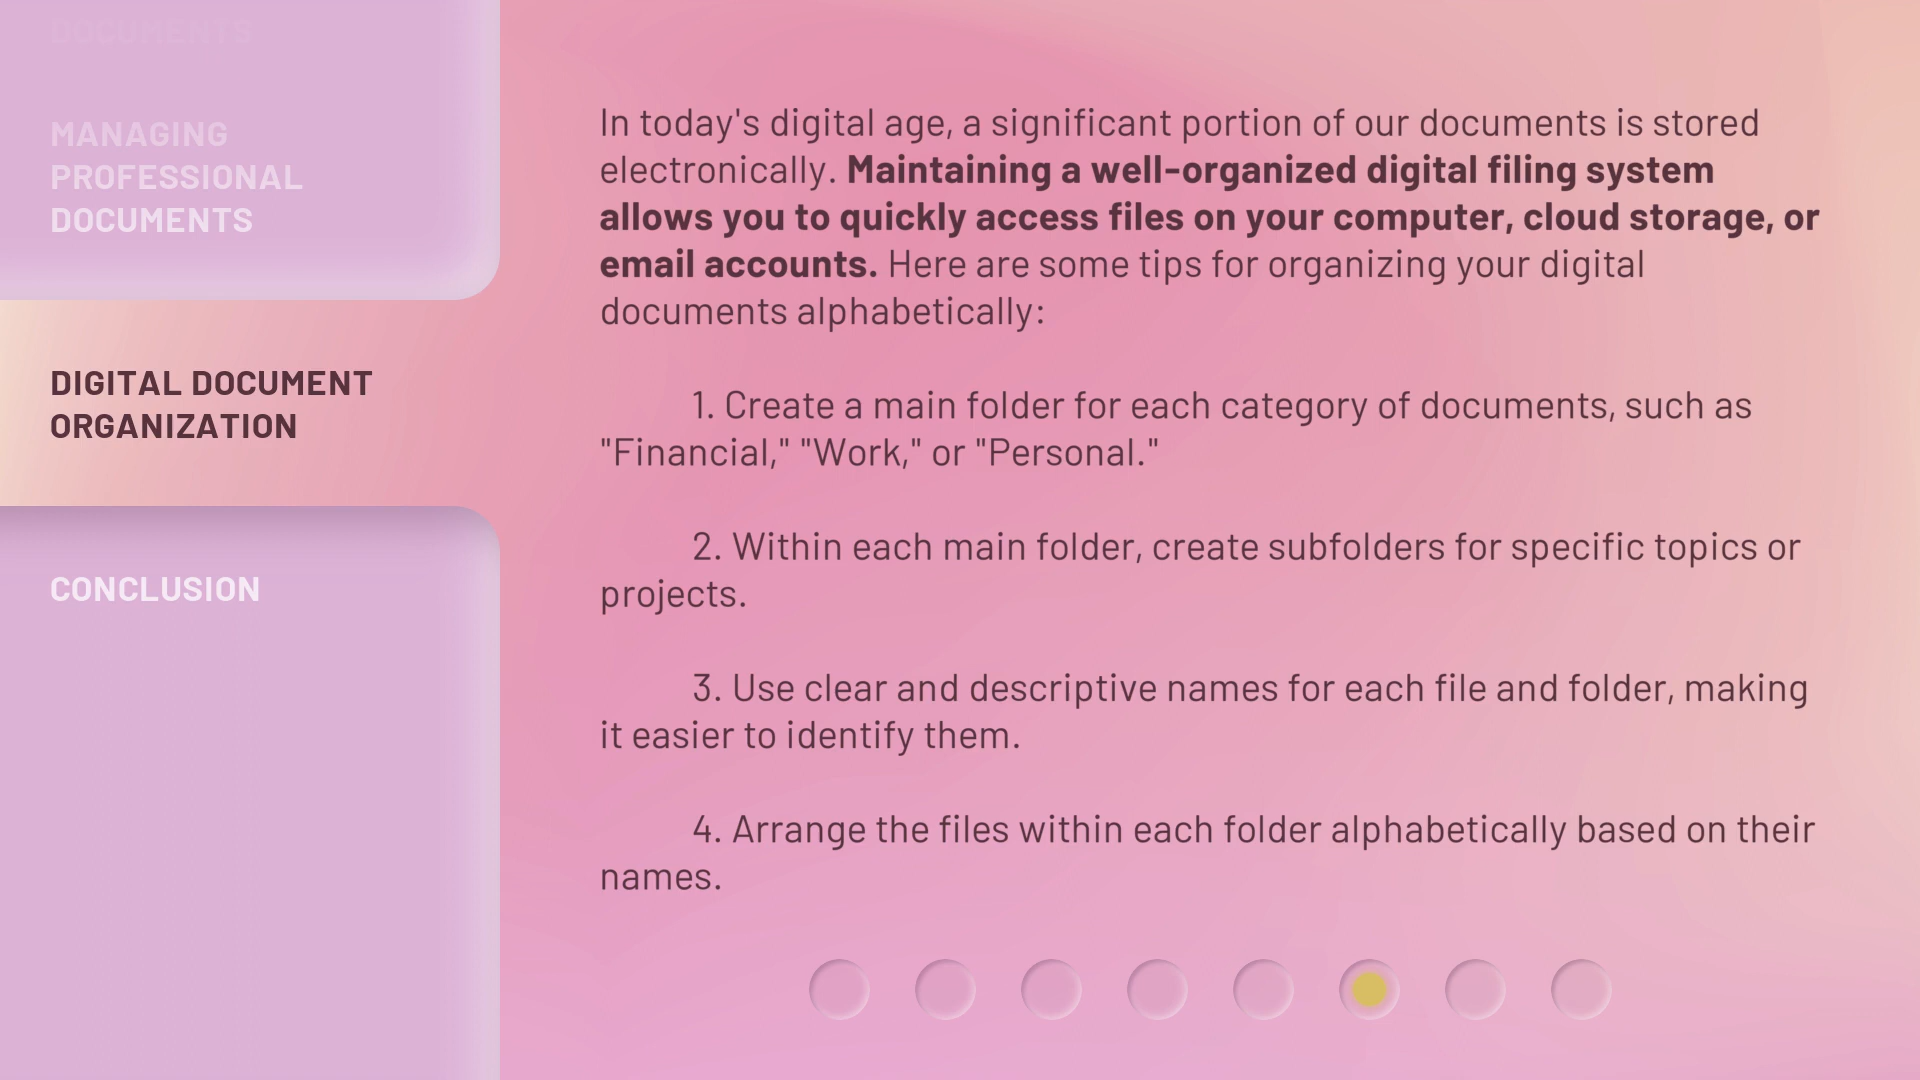 DOCUMENTS
MANAGING
PROFESSIONAL
DOCUMENTS
DIGITAL DOCUMENT
ORGANIZATION
CONCLUSION
In today's digital age, a significant portion of our documents is stored
electronically. Maintaining a well-organized digital filing system
allows you to quickly access files on your computer, cloud storage, or
email accounts. Here are some tips for organizing your digital
documents alphabetically:
1. Create a main folder for each category of documents, such as
"Financial," "Work," or "Personal."
2. Within each main folder, create subfolders for specific topics or
projects.
3. Use clear and descriptive names for each file and folder, making
it easier to identify them.
4. Arrange the files within each folder alphabetically based on their
names.